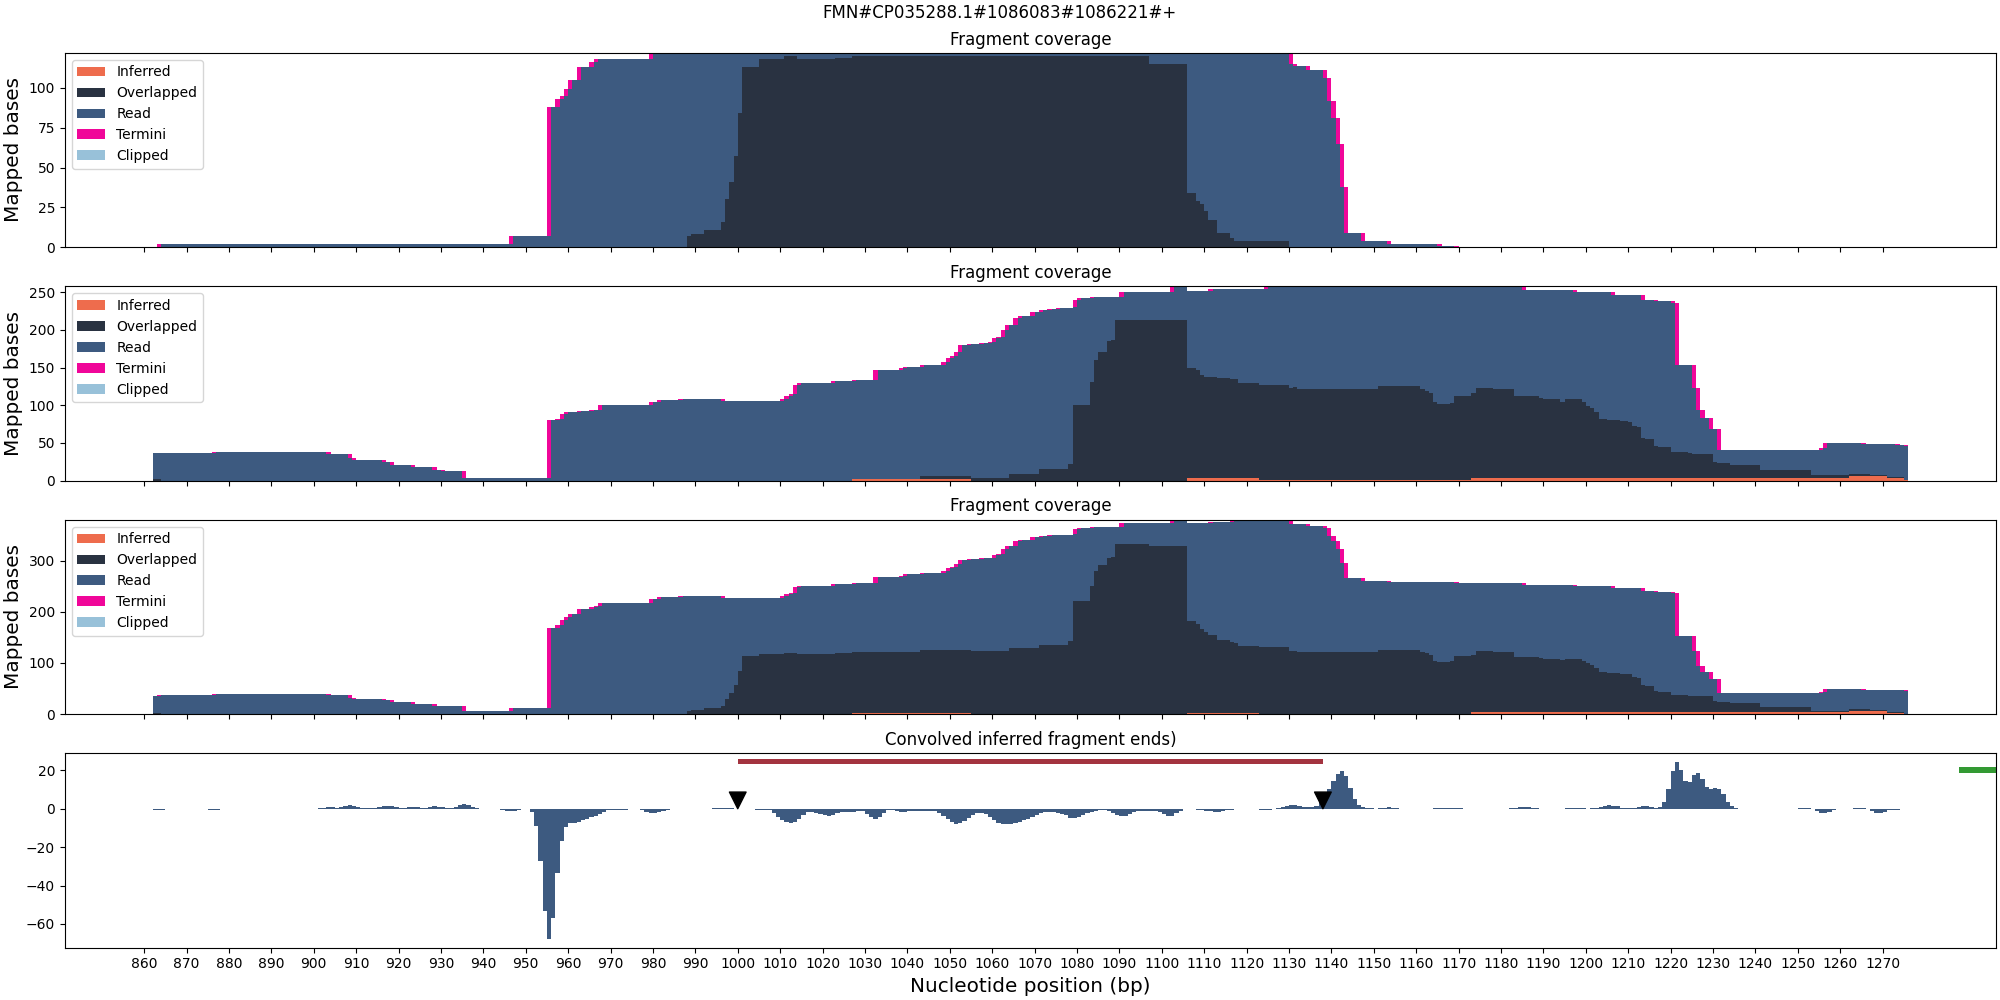 FMN#CP035288.1#1086083#1086221#+
Fragment coverage
Mapped bases
100
75
50
25
0
Inferred
Overlapped
Read
Termini
Clipped
Fragment coverage
Mapped bases
250
200
150
100
50
0
Inferred
Overlapped
Read
Termini
Clipped
Fragment coverage
Mapped bases
300
200
100
0
Inferred
Overlapped
Read
Termini
Clipped
Convolved inferred fragment ends)
20
0
−20
−40
−60
860 870 880 890 900 910 920 930 940 950 960 970 980 990 1000 1010 1020 1030 1040 1050 1060 1070 1080 1090 1100 1110 1120 1130 1140 1150 1160 1170 1180 1190 1200 1210 1220 1230 1240 1250 1260 1270
Nucleotide position (bp)